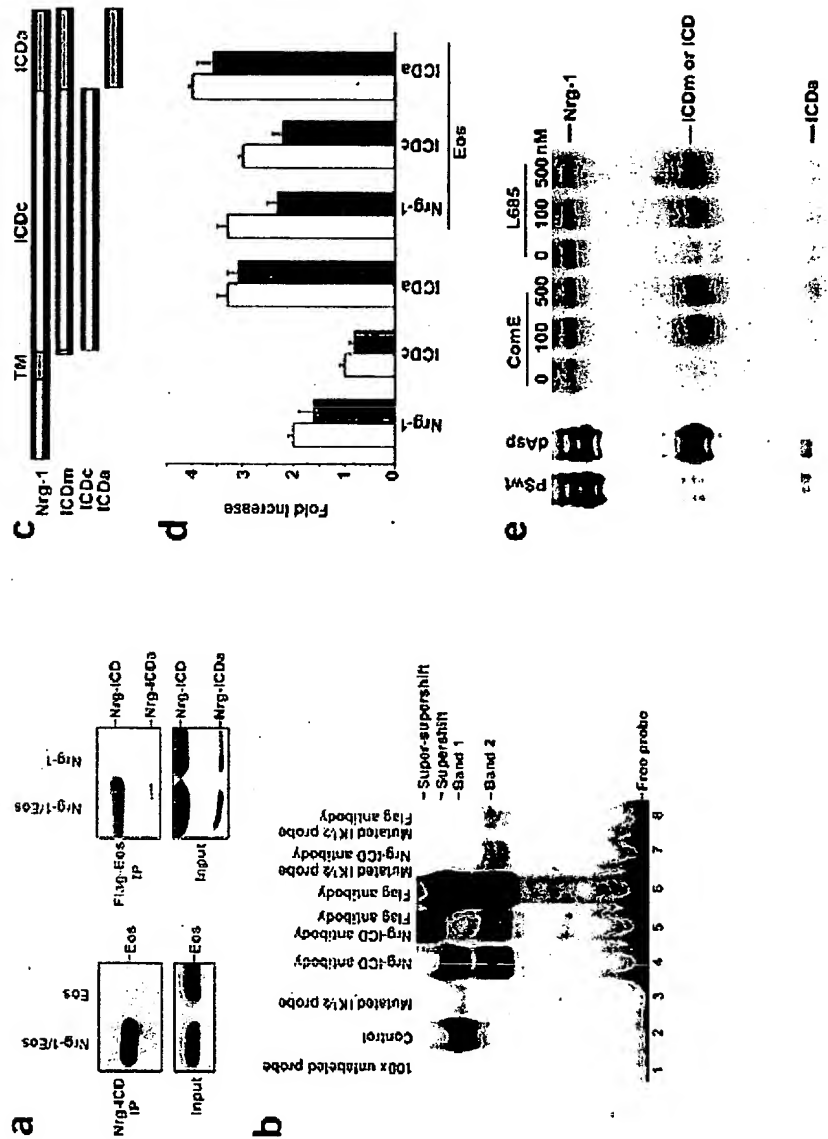 a
Nrg-1/Eos
Eos
Nrg-ICD
IP
Eos
Input
Eos
Nrg-1/Eos
Nrg-1
Flag-Eos
IP
Nrg-ICD
Nrg-ICDa
Input
Nrg-ICD
Nrg-ICDa
b
100x unlabeled probe
Control
Mutated IK1/2 probe
Nrg-ICD antibody
Nrg-ICD antibody
Flag antibody
Flag antibody
Mutated IK1/2 probe
Nrg-ICD antibody
Mutated IK1/2 probe
Flag antibody
Super-supershift
Supershift
Band 1
Band 2
Free probe
1 2 3 4 5 6 7 8
c
TM ICDc ICDa
Nrg-1
ICDm
ICDc
ICDa
d
Fold Increase
4
3
2
1
0
Nrg-1 ICDc ICDa Nrg-1 ICDc ICDa
Eos
e
PSwt dAsp
ComE L685
0 100 500 0 100 500 nM
Nrg-1
ICDm or ICD
ICDa